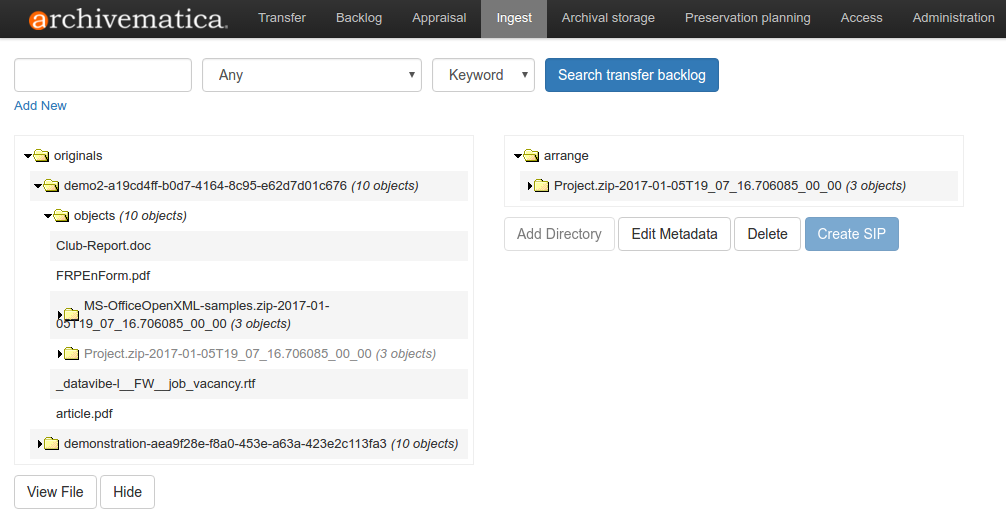 archivematica Transfer Backlog Appraisal Ingest Archival storage Preservation planning Access Administration
Any Keyword Search transfer backlog
Add New
originals
demo2-a19cd4ff-b0d7-4164-8c95-e62d7d01c676 (10 objects)
objects (10 objects)
Club-Report.doc
FRPEnForm.pdf
MS-OfficeOpenXML-samples.zip-2017-01-
05T19_07_16.706085_00_00 (3 objects)
Project.zip-2017-01-05T19_07_16.706085_00_00 (3 objects)
_datavibe-l__FW__job_vacancy.rtf
article.pdf
demonstration-aea9f28e-f8a0-453e-a63a-423e2c113fa3 (10 objects)
View File Hide
arrange
Project.zip-2017-01-05T19_07_16.706085_00_00 (3 objects)
Add Directory Edit Metadata Delete Create SIP